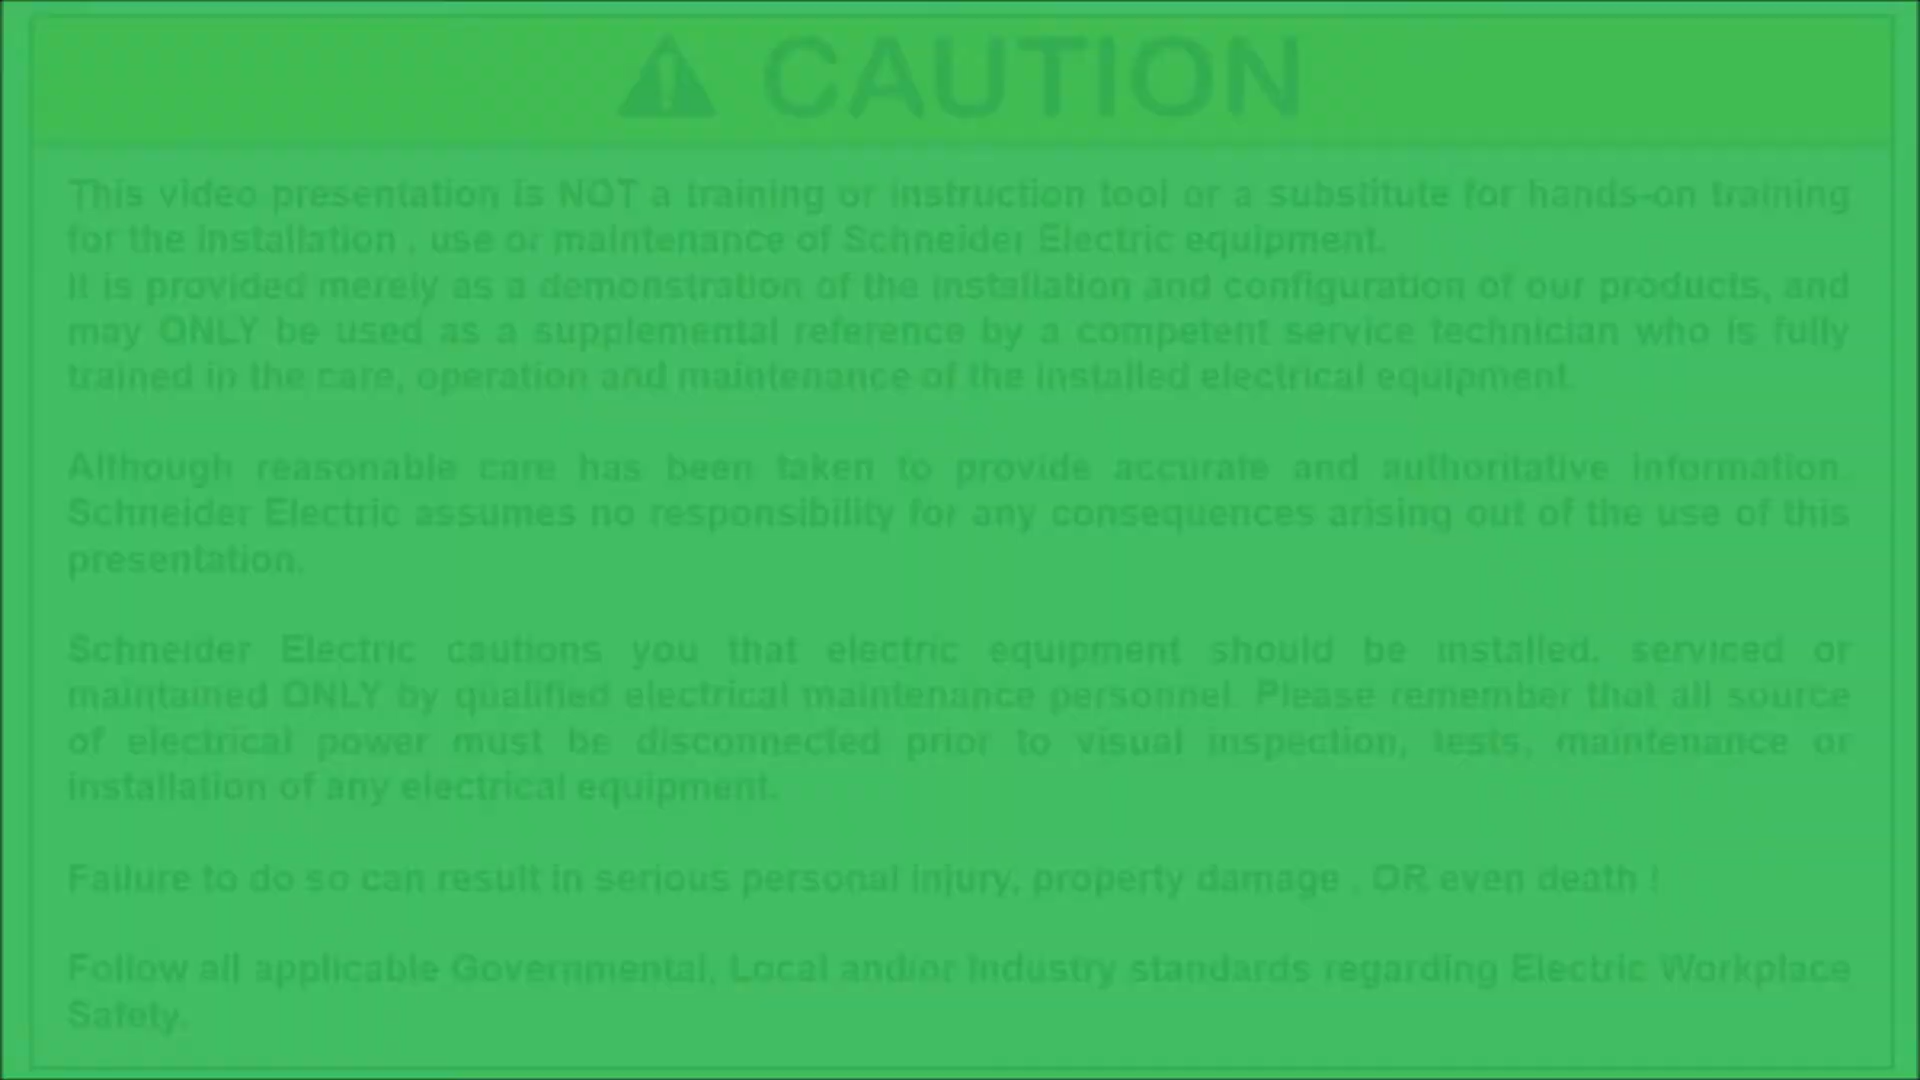 CAUTION
This video presentation is NOT a training or instruction tool or a substitute for hands-on training
for the installation , use or maintenance of Schneider Electric equipment.
It is provided merely as a demonstration of the installation and configuration of our products, and
may ONLY be used as a supplemental reference by a competent service technician who is fully
trained in the care, operation and maintenance of the installed electrical equipment.
Although reasonable care has been taken to provide accurate and authoritative information.
Schneider Electric assumes no responsibility for any consequences arising out of the use of this
presentation.
Schneider Electric cautions you that electric equipment should be installed. serviced or
maintained ONLY by qualified electrical maintenance personnel. Please remember that all source
of electrical power must be disconnected prior to visual inspection, tests, maintenance or
installation of any electrical equipment.
Failure to do so can result in serious personal injury, property damage , OR even death !
Follow all applicable Governmental, Local and/or Industry standards regarding Electric Workplace
Safety.